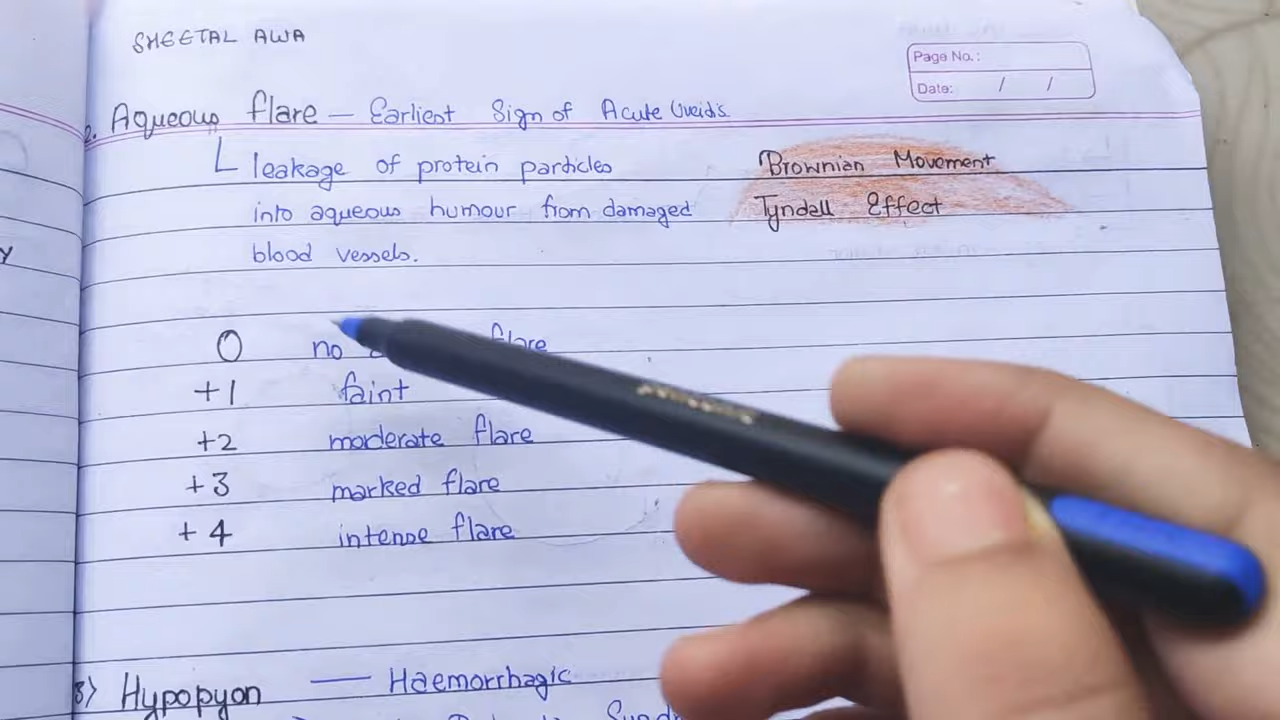 SHEETAL AWA
Page No.:
Date: / /
2. Aqueous flare — Earliest Sign of Acute Uveitis
leakage of protein particles
into aqueous humour from damaged
blood vessels.
Brownian Movement
Tyndall Effect
0 no flare
+1 faint
+2 moderate flare
+3 marked flare
+4 intense flare
3) Hypopyon — Haemorrhagic